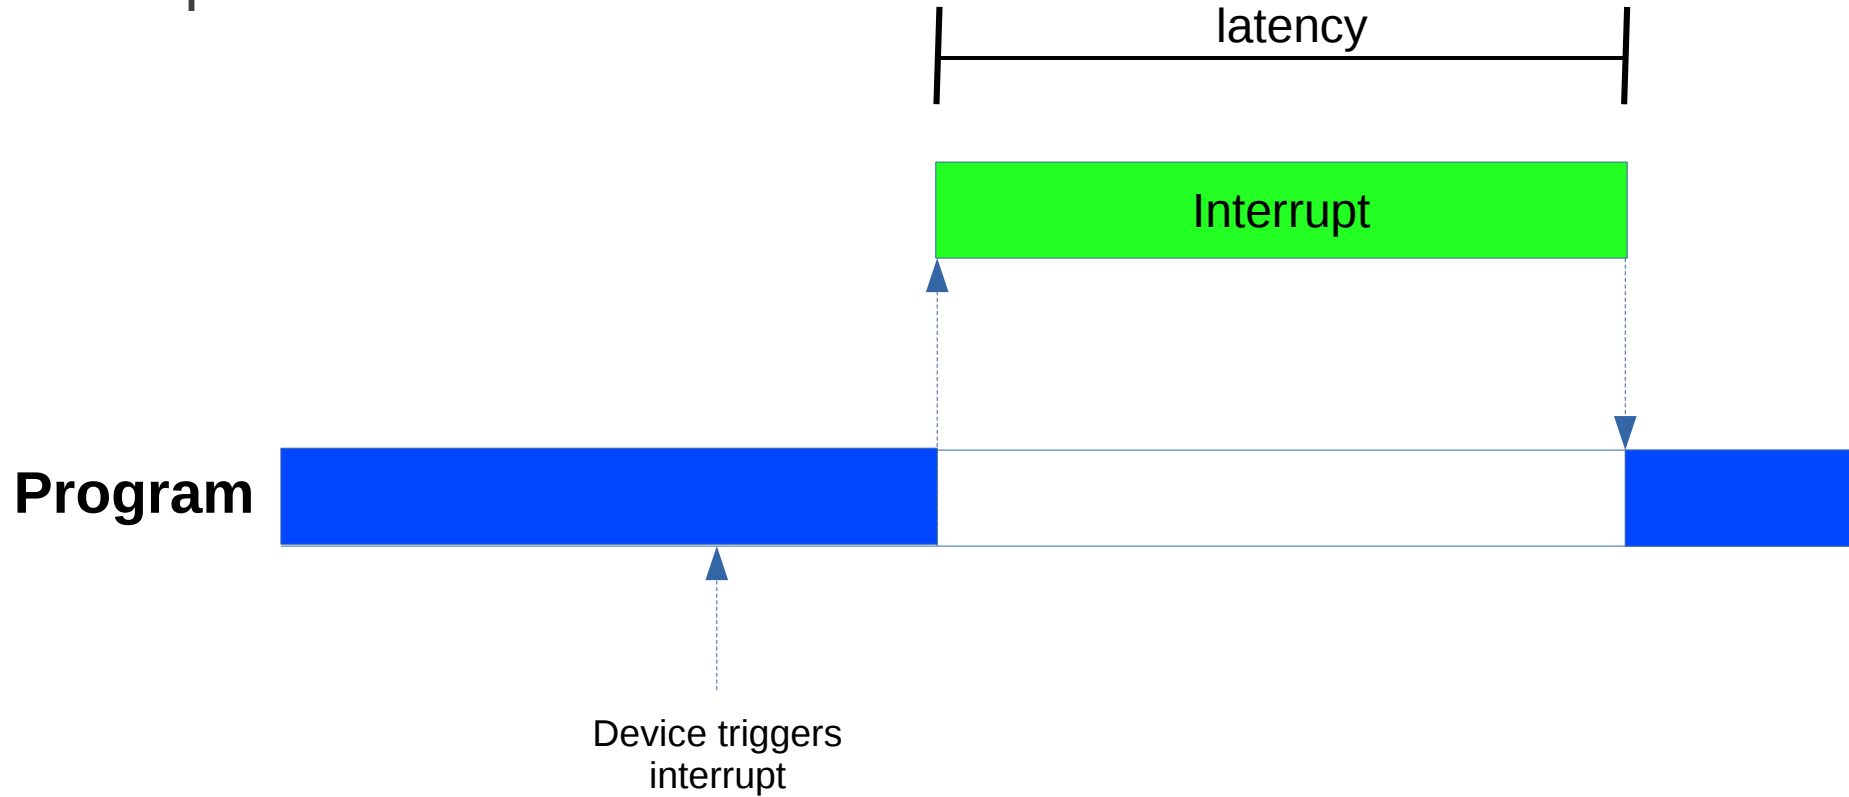 latency
Interrupt
Program
Device triggers
interrupt